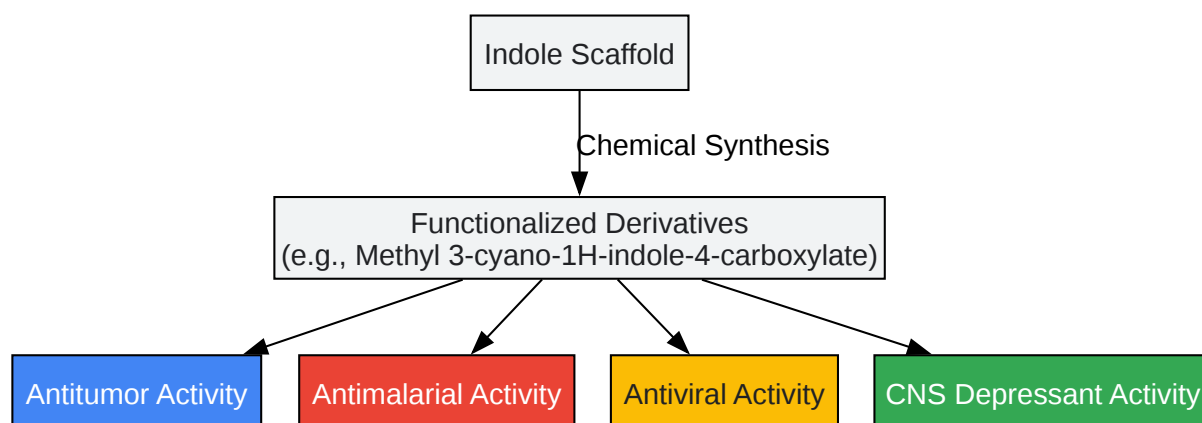 Indole Scaffold
Chemical Synthesis
Functionalized Derivatives
(e.g., Methyl 3-cyano-1H-indole-4-carboxylate)
Antitumor Activity
Antimalarial Activity
Antiviral Activity
CNS Depressant Activity